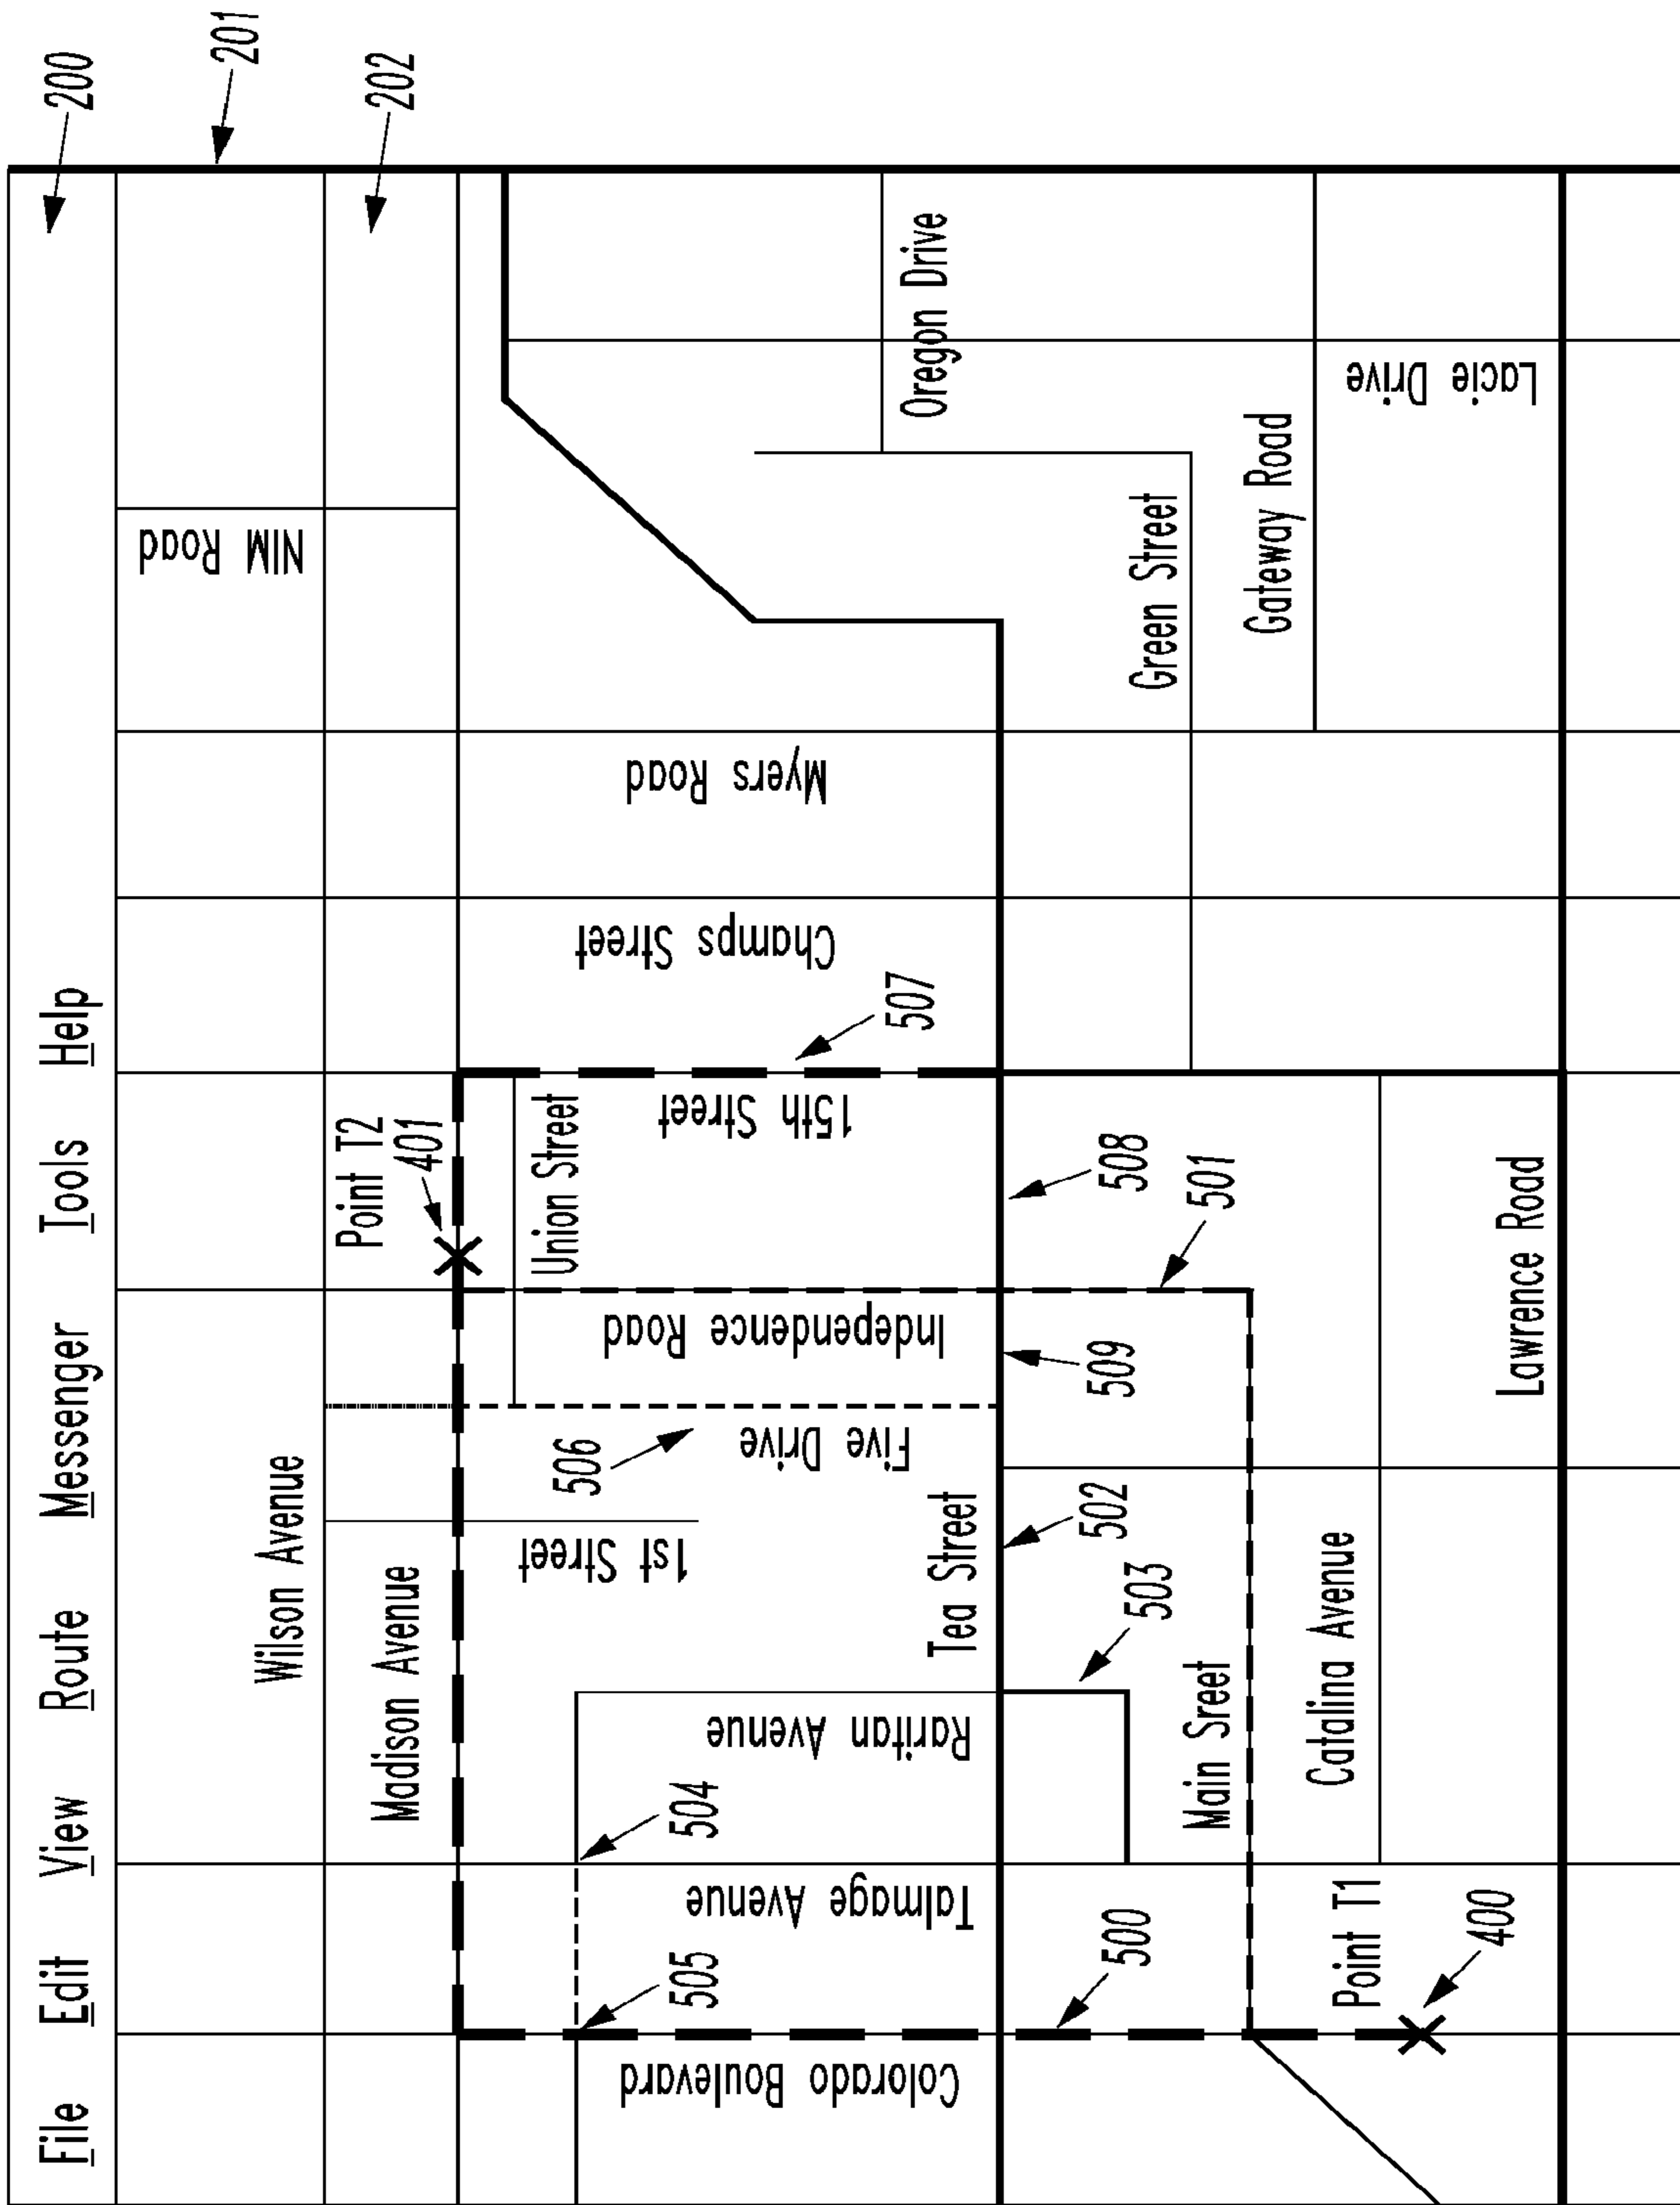 File Edit View Route Messenger Tools Help
200
201
202
Wilson Avenue
NIM Road
Point T2
401
Madison Avenue
Union Street
1st Street
506
Five Drive
Independence Road
15th Street
507
Champs Street
Myers Road
504
505
Raritan Avenue
Talmage Avenue
Colorado Boulevard
Tea Street
Oregon Drive
500
502
503
509
508
501
Green Street
Main Sreet
Gateway Road
Point T1
400
Catalina Avenue
Lacie Drive
Lawrence Road